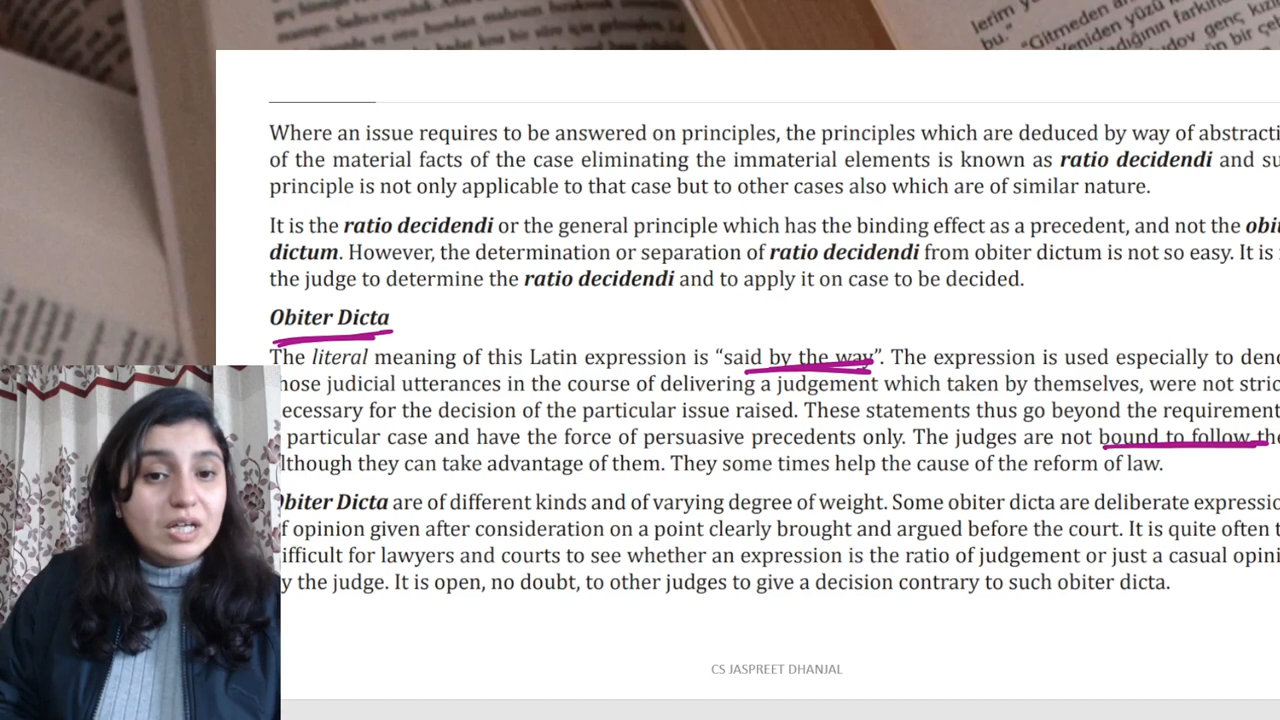 lerim
bu." "Gitmeden
Yeniden yüzü
genç
bir
Where an issue requires to be answered on principles, the principles which are deduced by way of abstracti
of the material facts of the case eliminating the immaterial elements is known as ratio decidendi and su
principle is not only applicable to that case but to other cases also which are of similar nature.
It is the ratio decidendi or the general principle which has the binding effect as a precedent, and not the obi
dictum. However, the determination or separation of ratio decidendi from obiter dictum is not so easy. It is
the judge to determine the ratio decidendi and to apply it on case to be decided.
Obiter Dicta
The literal meaning of this Latin expression is “said by the way”. The expression is used especially to deno
hose judicial utterances in the course of delivering a judgement which taken by themselves, were not stric
ecessary for the decision of the particular issue raised. These statements thus go beyond the requirement
particular case and have the force of persuasive precedents only. The judges are not bound to follow the
lthough they can take advantage of them. They some times help the cause of the reform of law.
Obiter Dicta are of different kinds and of varying degree of weight. Some obiter dicta are deliberate expressio
f opinion given after consideration on a point clearly brought and argued before the court. It is quite often t
ifficult for lawyers and courts to see whether an expression is the ratio of judgement or just a casual opini
y the judge. It is open, no doubt, to other judges to give a decision contrary to such obiter dicta.
CS JASPREET DHANJAL